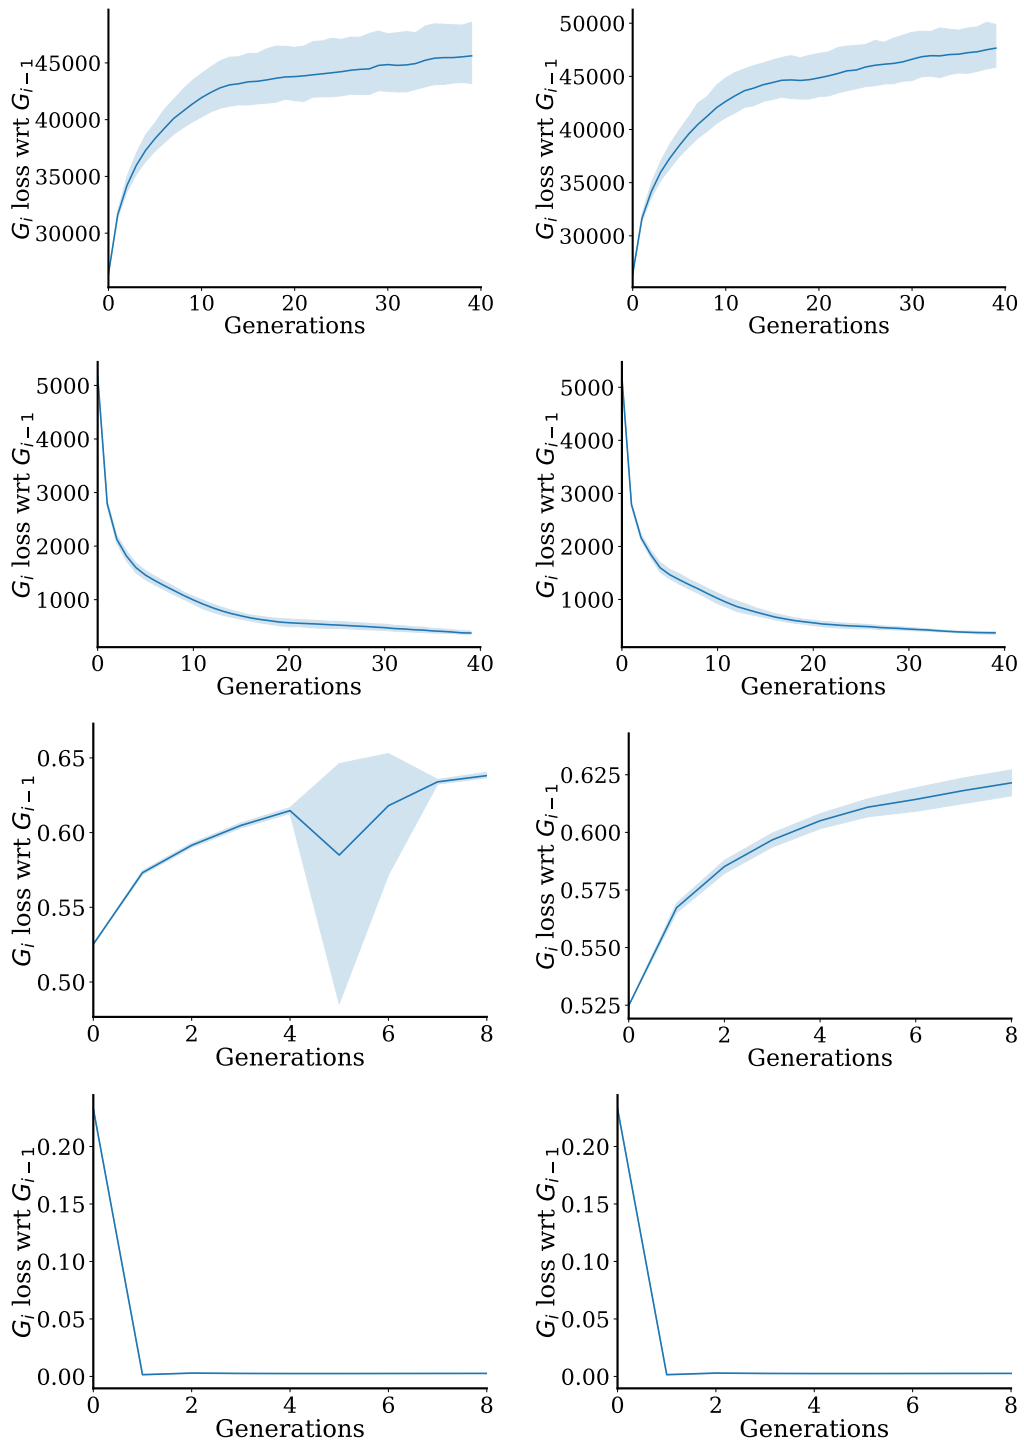 45000
40000
35000
30000
G_i loss wrt G_{i−1}
0 10 20 30 40
Generations
50000
45000
40000
35000
30000
G_i loss wrt G_{i−1}
0 10 20 30 40
Generations
5000
4000
3000
2000
1000
G_i loss wrt G_{i−1}
0 10 20 30 40
Generations
5000
4000
3000
2000
1000
G_i loss wrt G_{i−1}
0 10 20 30 40
Generations
0.65
0.60
0.55
0.50
G_i loss wrt G_{i−1}
0 2 4 6 8
Generations
0.625
0.600
0.575
0.550
0.525
G_i loss wrt G_{i−1}
0 2 4 6 8
Generations
0.20
0.15
0.10
0.05
0.00
G_i loss wrt G_{i−1}
0 2 4 6 8
Generations
0.20
0.15
0.10
0.05
0.00
G_i loss wrt G_{i−1}
0 2 4 6 8
Generations